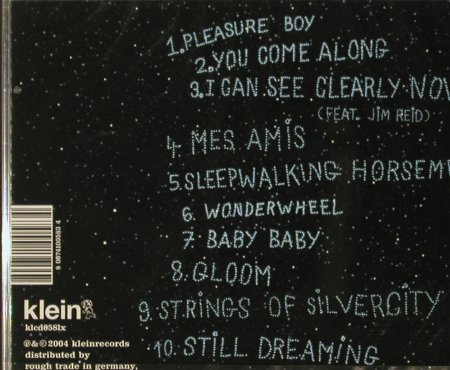 1. PLEASURE BOY
2. YOU COME ALONG
3. I CAN SEE CLEARLY NOW
(FEAT. JIM REID)
4. MES AMIS
5. SLEEPWALKING HORSEM
6. WONDERWHEEL
7 BABY BABY
8. GLOOM
9. STRINGS OF SILVERCITY
10. STILL DREAMING
klein
klcd058lx
℗&©2004 kleinrecords
distributed by
rough trade in germany,